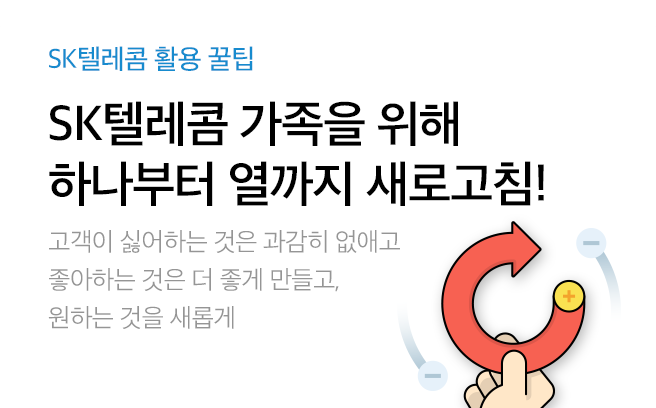 SK텔레콤 활용 꿀팁
SK텔레콤 가족을 위해
하나부터 열까지 새로고침!
고객이 싫어하는 것은 과감히 없애고
좋아하는 것은 더 좋게 만들고,
원하는 것을 새롭게